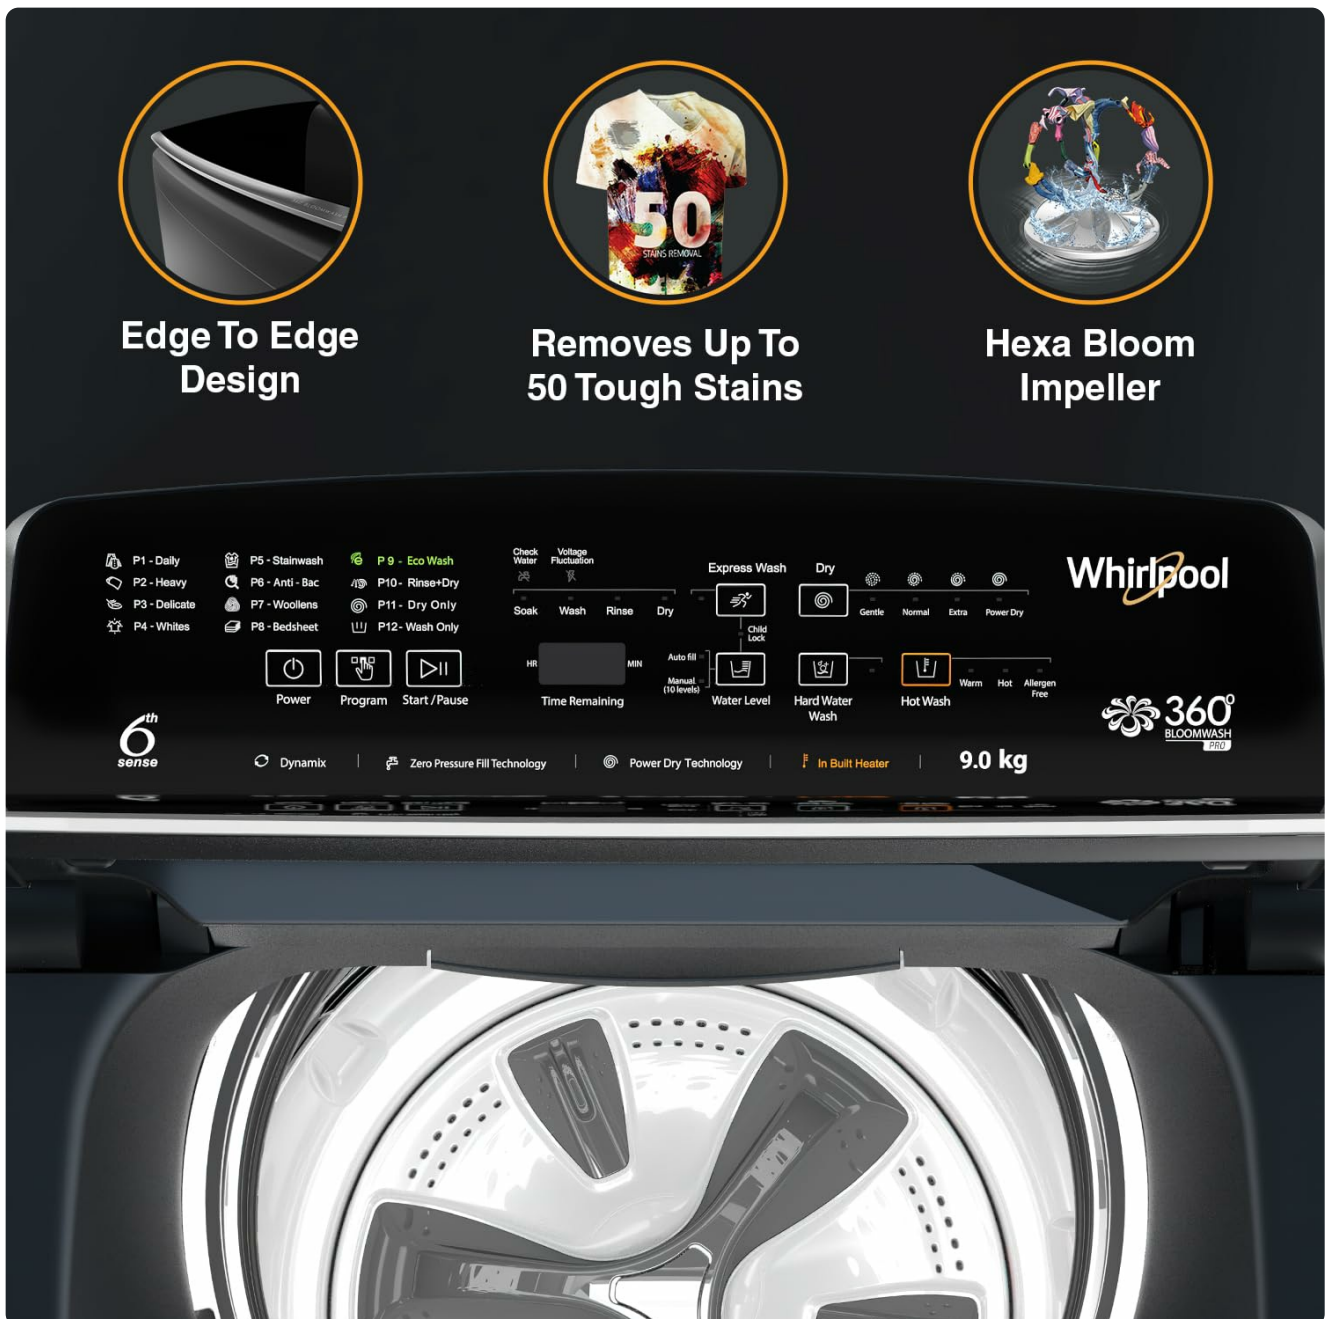 50
STAINS REMOVAL
Edge To Edge
Design
Removes Up To
50 Tough Stains
Hexa Bloom
Impeller
P1 - Daily
P2 - Heavy
P3 - Delicate
P4 - Whites
P5 - Stainwash
P6 - Anti - Bac
P7 - Woollens
P8 - Bedsheet
P 9 - Eco Wash
P10 - Rinse+Dry
P11 - Dry Only
P12 - Wash Only
Power
Program
Start / Pause
Check
Water
Voltage
Fluctuation
Soak
Wash
Rinse
Dry
HR
MIN
Time Remaining
Express Wash
Dry
Child
Lock
Gentle
Normal
Extra
Power Dry
Auto fill
Manual
(10 levels)
Water Level
Hard Water
Wash
Hot Wash
Warm
Hot
Allergen
Free
Whirlpool
360°
BLOOMWASH
PRO
6th
sense
Dynamix
Zero Pressure Fill Technology
Power Dry Technology
In Built Heater
9.0 kg